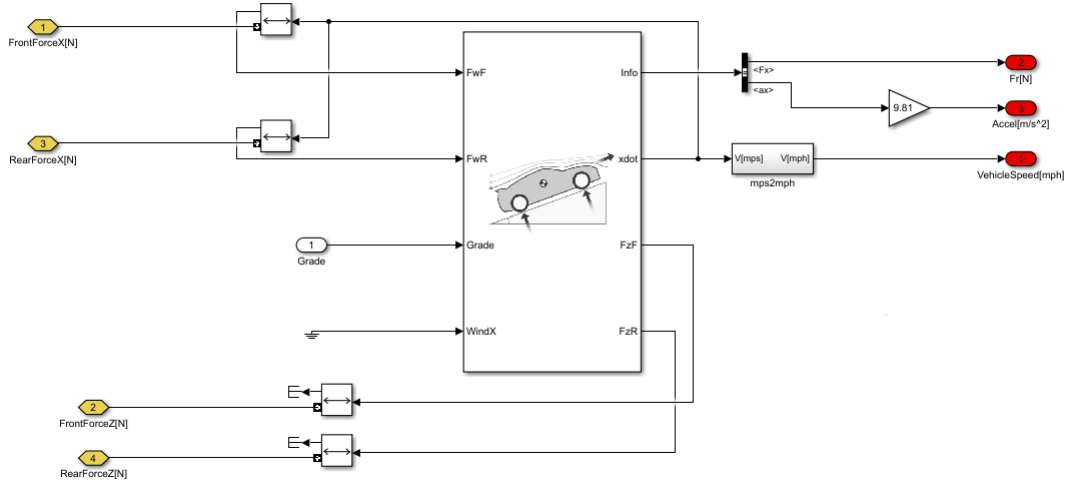 1
FrontForceX[N]
FwF
Info
<Fx>
2
Fr[N]
<ax>
9.81
3
Accel[m/s^2]
3
RearForceX[N]
FwR
xdot
V[mps] V[mph]
mps2mph
1
VehicleSpeed[mph]
1
Grade
Grade
FzF
WindX
FzR
2
FrontForceZ[N]
4
RearForceZ[N]